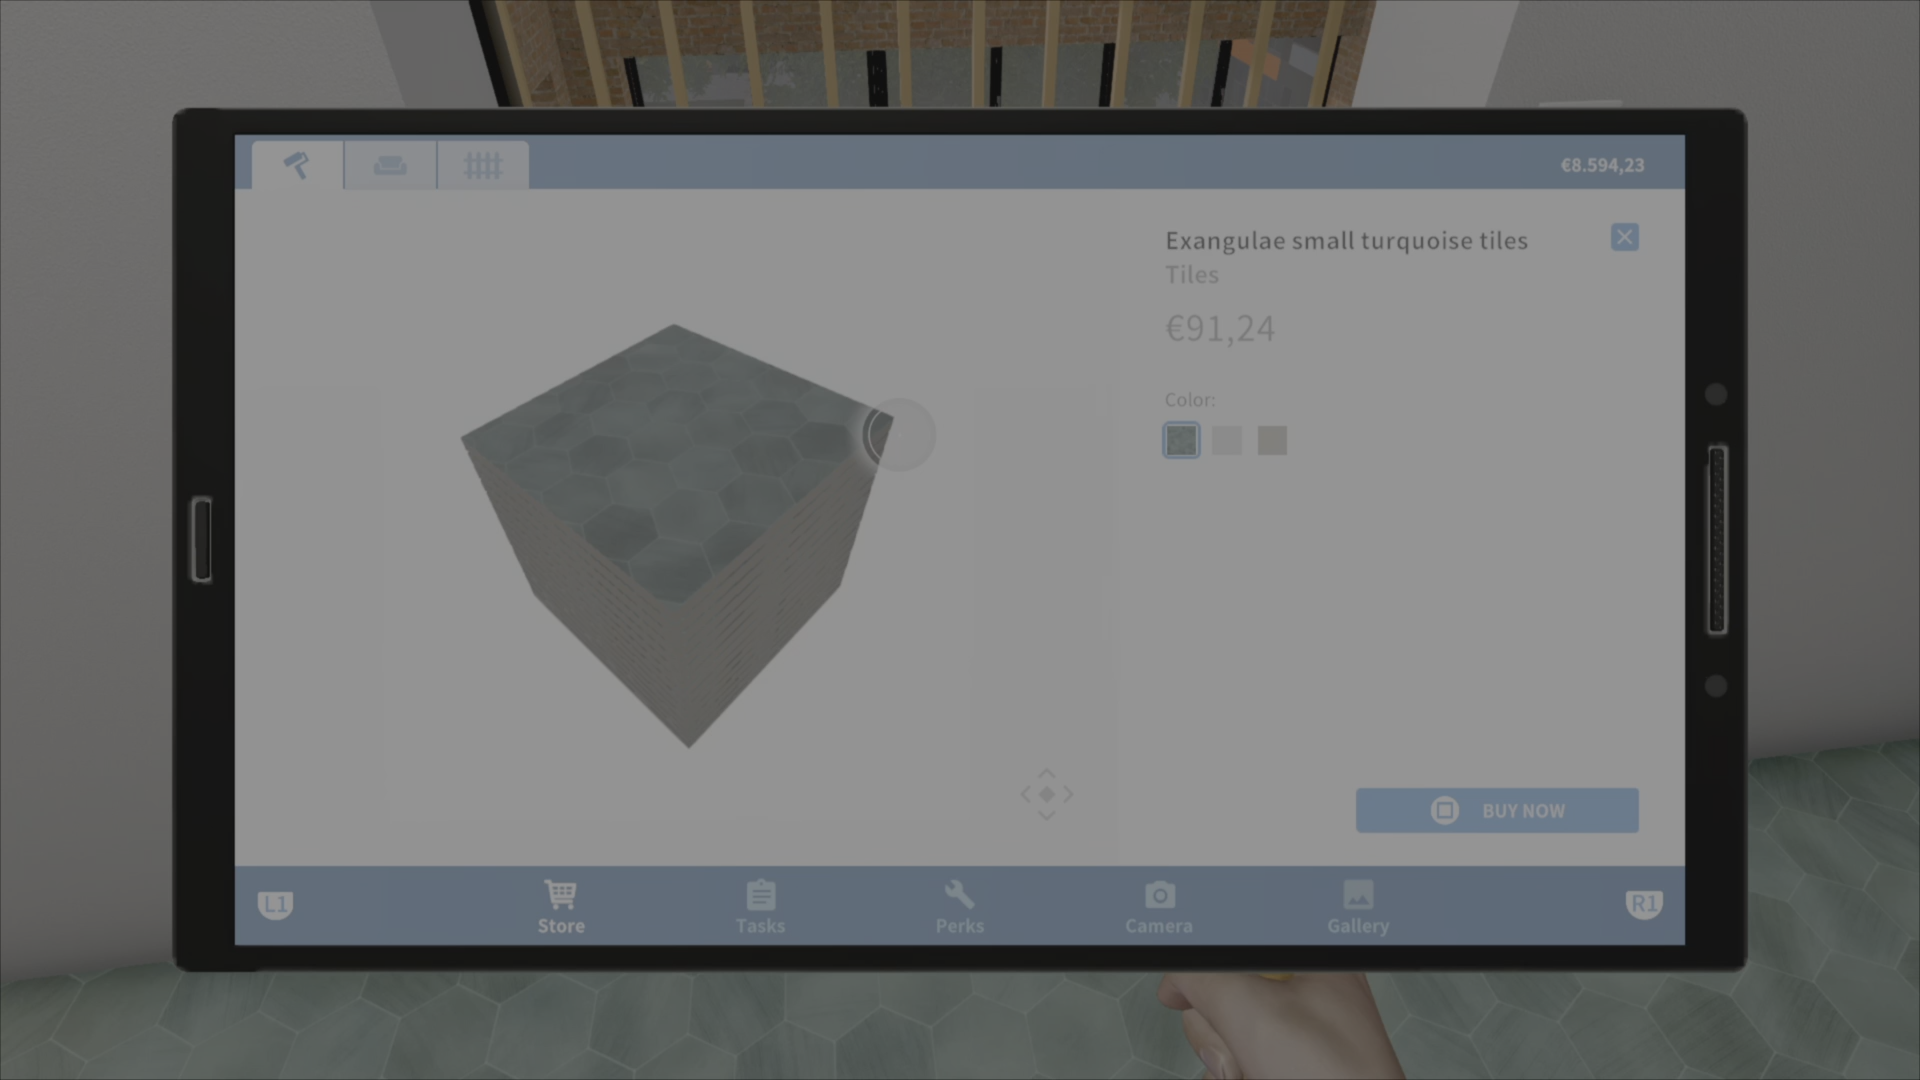 €8.594,23
Exangulae small turquoise tiles
Tiles
€91,24
Color:
BUY NOW
L1
Store
Tasks
Perks
Camera
Gallery
R1